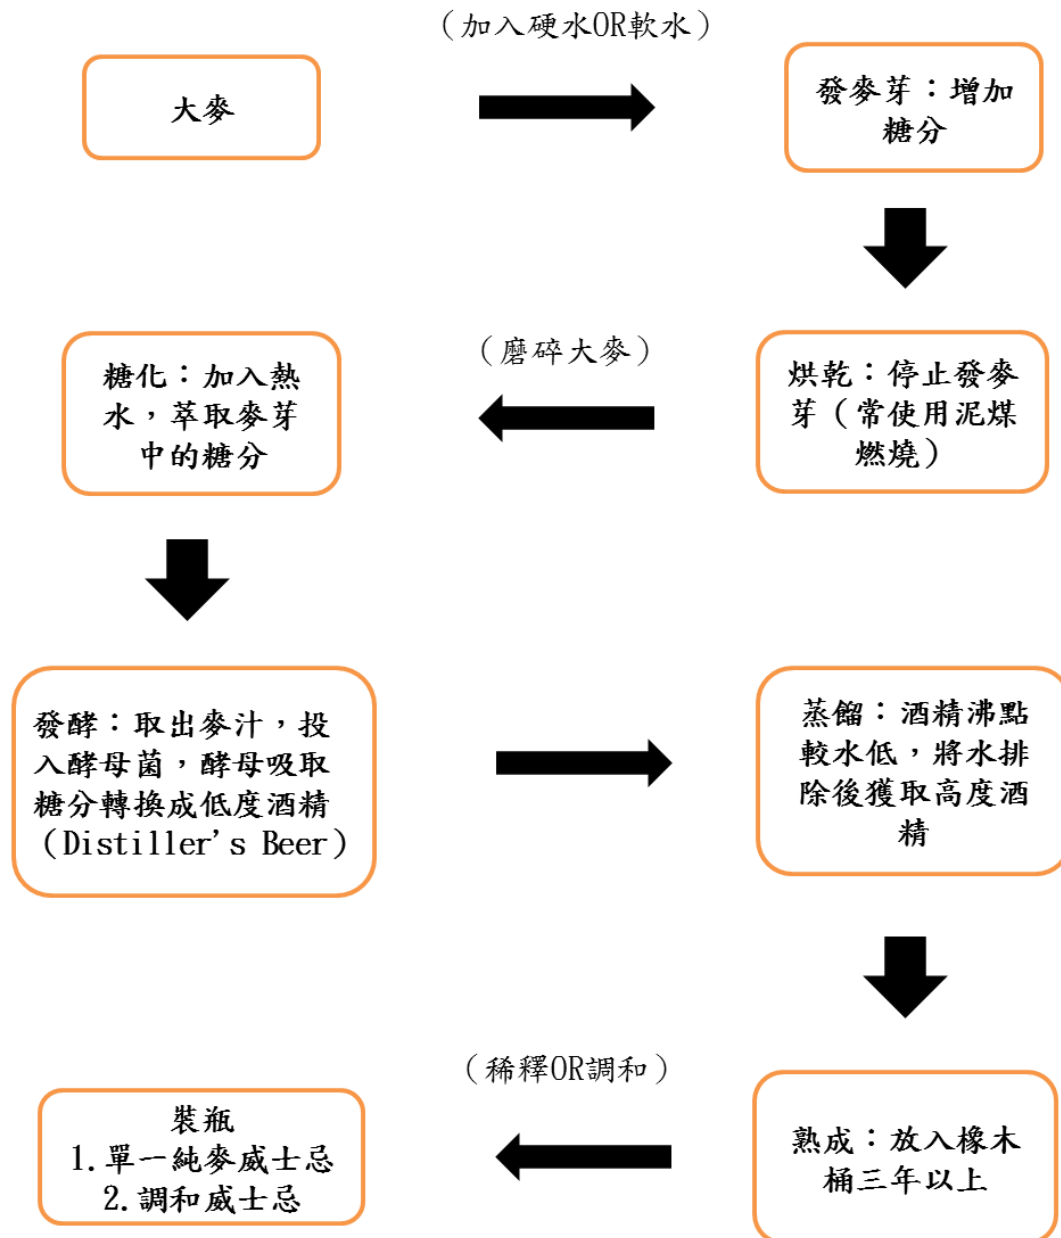 大麥
（加入硬水OR軟水）
發麥芽：增加
糖分
烘乾：停止發麥
芽（常使用泥煤
燃燒）
（磨碎大麥）
糖化：加入熱
水，萃取麥芽
中的糖分
發酵：取出麥汁，投
入酵母菌，酵母吸取
糖分轉換成低度酒精
（Distiller's Beer）
蒸餾：酒精沸點
較水低，將水排
除後獲取高度酒
精
熟成：放入橡木
桶三年以上
（稀釋OR調和）
裝瓶
1.單一純麥威士忌
2.調和威士忌